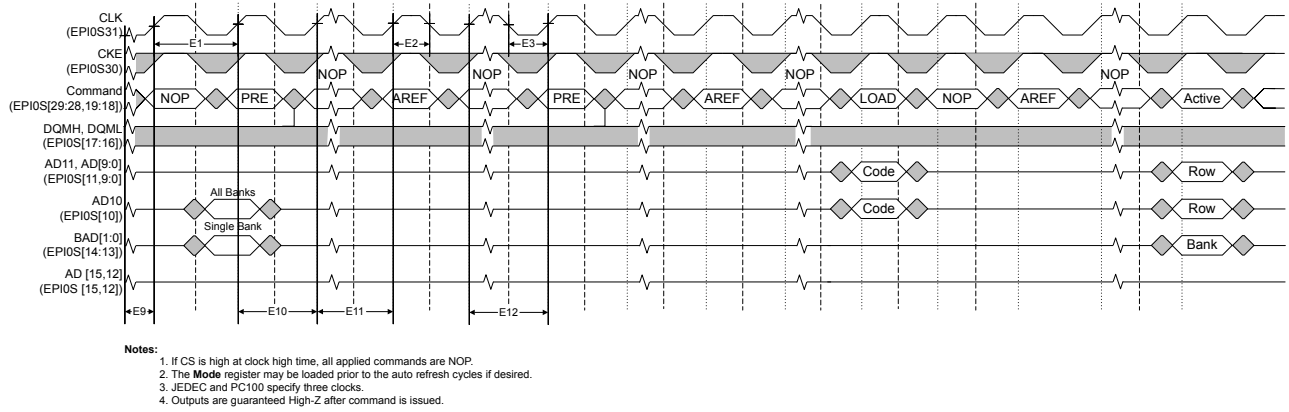 CLK
(EPI0S31)
E1
E2
E3
CKE
(EPI0S30)
NOP
NOP
NOP
NOP
NOP
Command
(EPI0S[29:28,19:18])
NOP
PRE
AREF
PRE
AREF
LOAD
NOP
AREF
Active
DQMH, DQML
(EPI0S[17:16])
AD11, AD[9:0]
(EPI0S[11,9:0]
Code
Row
All Banks
AD10
(EPI0S[10])
Code
Row
Single Bank
BAD[1:0]
(EPI0S[14:13])
Bank
AD [15,12]
(EPI0S [15,12])
E9
E10
E11
E12
Notes:
1. If CS is high at clock high time, all applied commands are NOP.
2. The Mode register may be loaded prior to the auto refresh cycles if desired.
3. JEDEC and PC100 specify three clocks.
4. Outputs are guaranteed High-Z after command is issued.